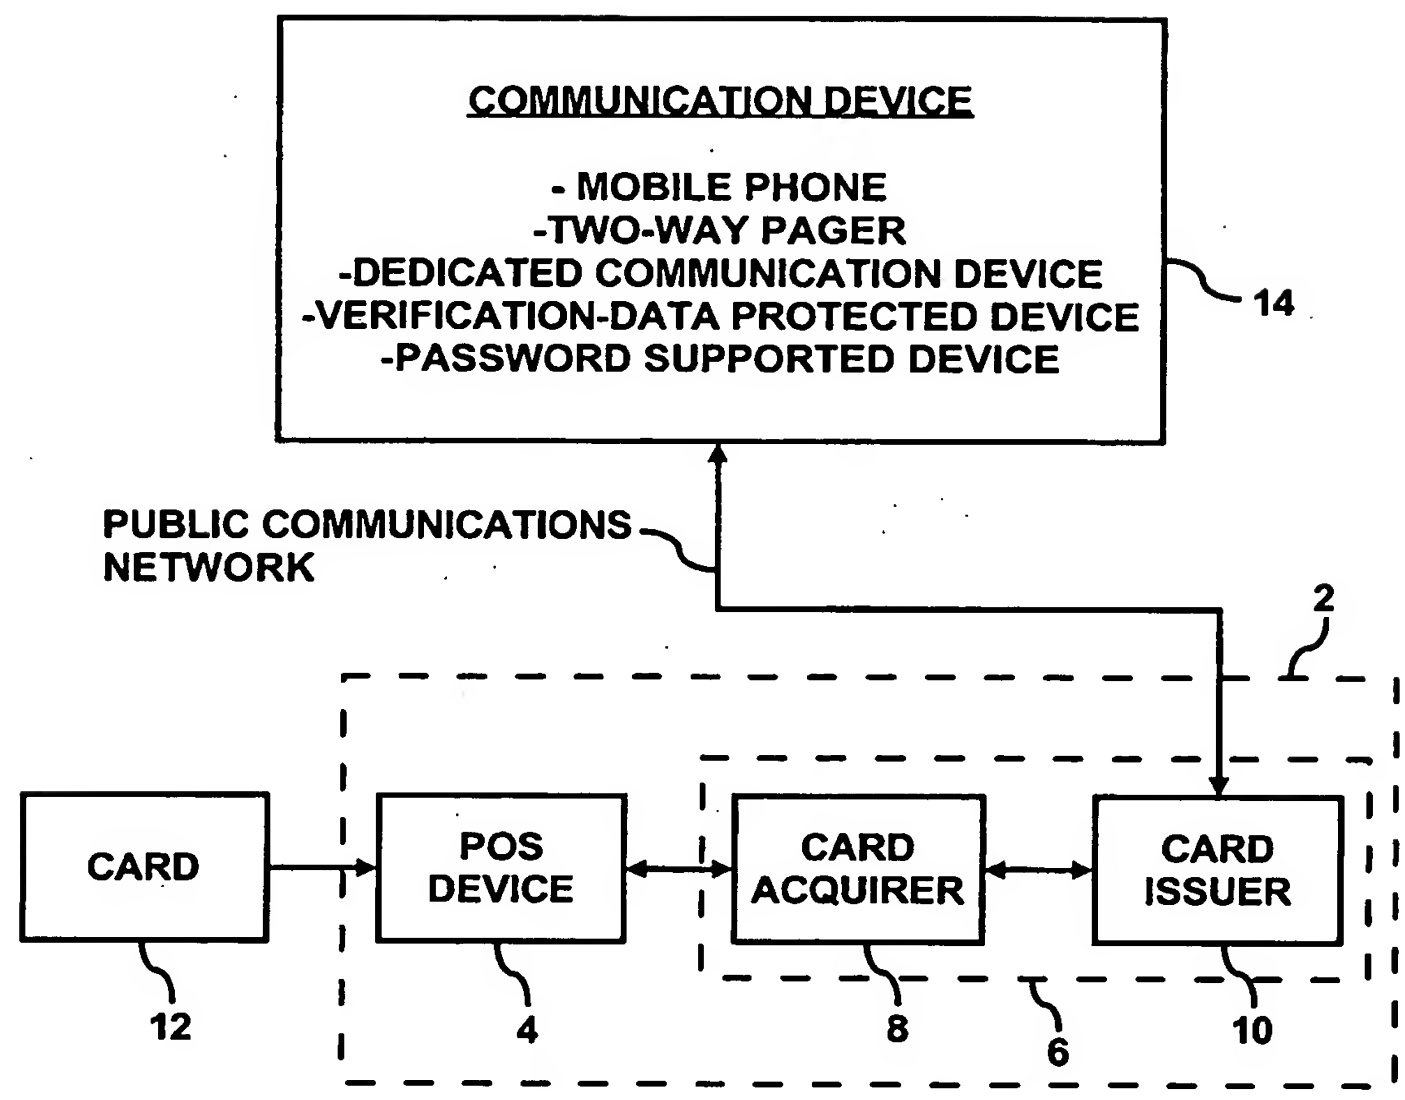 COMMUNICATION DEVICE
- MOBILE PHONE
-TWO-WAY PAGER
-DEDICATED COMMUNICATION DEVICE
-VERIFICATION-DATA PROTECTED DEVICE
-PASSWORD SUPPORTED DEVICE
14
PUBLIC COMMUNICATIONS
NETWORK
2
CARD
POS
DEVICE
CARD
ACQUIRER
CARD
ISSUER
12
4
8
6
10